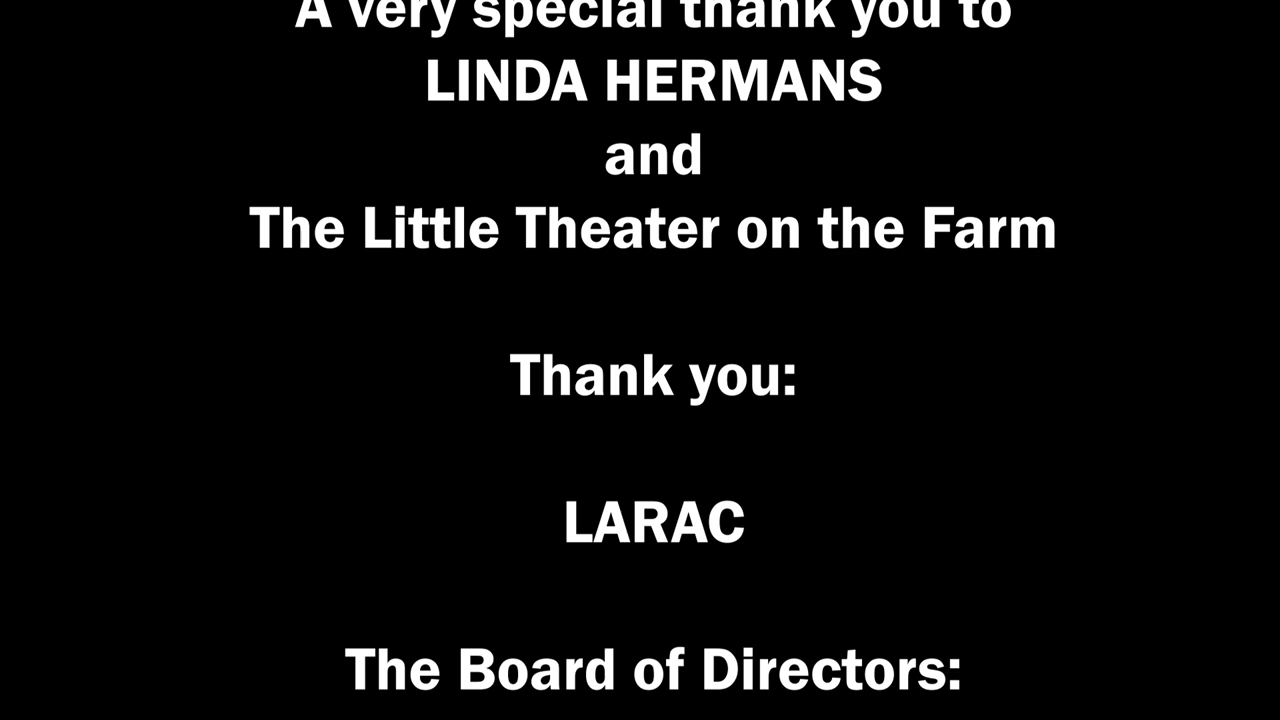 A very special thank you to
LINDA HERMANS
and
The Little Theater on the Farm
Thank you:
LARAC
The Board of Directors: